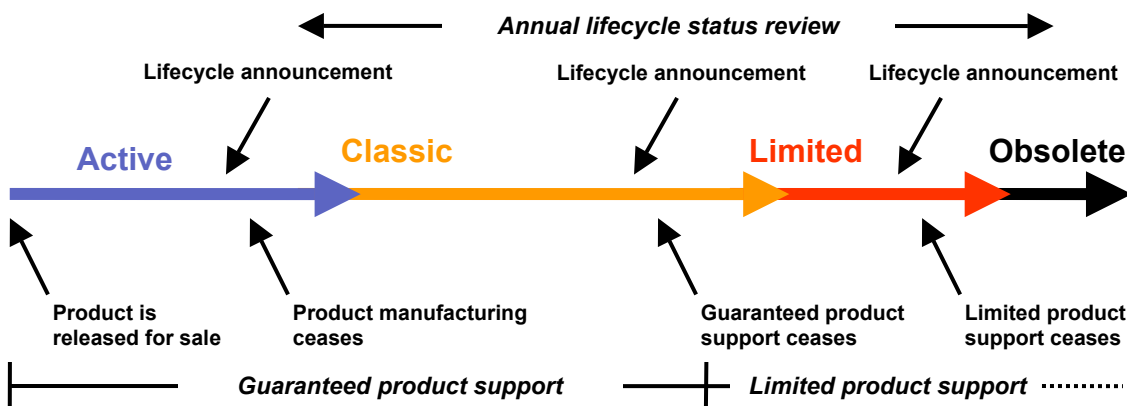 Annual lifecycle status review
Lifecycle announcement
Lifecycle announcement
Lifecycle announcement
Active
Classic
Limited
Obsolete
Product is
released for sale
Product manufacturing
ceases
Guaranteed product
support ceases
Limited product
support ceases
Guaranteed product support
Limited product support